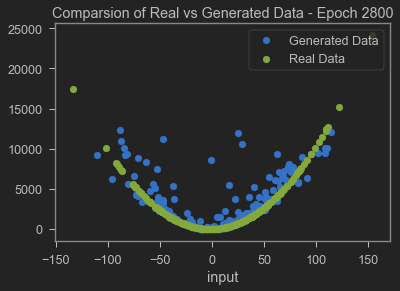 Comparsion of Real vs Generated Data - Epoch 2800
25000
20000
15000
10000
5000
0
Generated Data
Real Data
−150 −100 −50 0 50 100 150
input